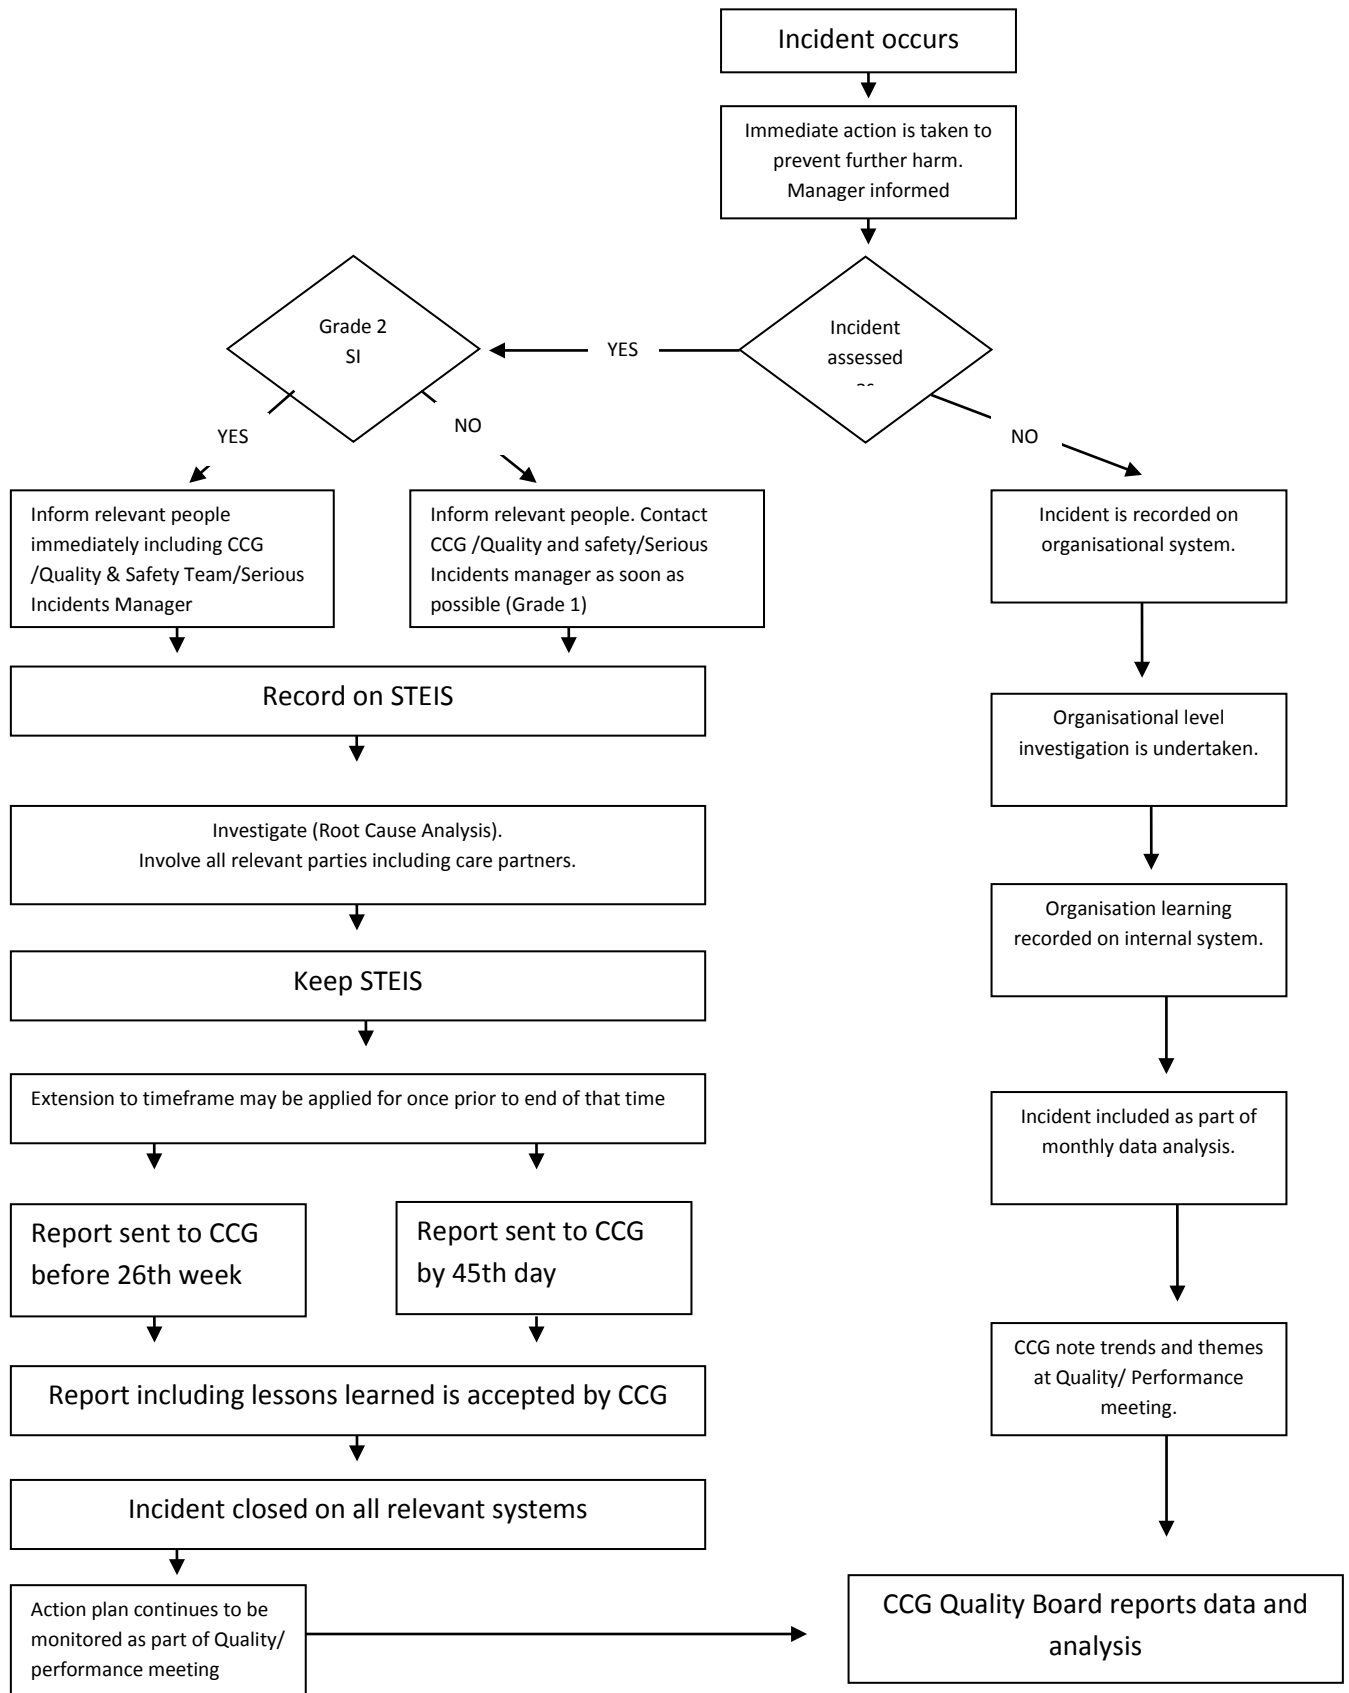 Incident occurs
Immediate action is taken to
prevent further harm.
Manager informed
Grade 2
SI
YES
Incident
assessed
YES
NO
NO
Inform relevant people
immediately including CCG
/Quality & Safety Team/Serious
Incidents Manager
Inform relevant people. Contact
CCG /Quality and safety/Serious
Incidents manager as soon as
possible (Grade 1)
Incident is recorded on
organisational system.
Record on STEIS
Organisational level
investigation is undertaken.
Investigate (Root Cause Analysis).
Involve all relevant parties including care partners.
Organisation learning
recorded on internal system.
Keep STEIS
Extension to timeframe may be applied for once prior to end of that time
Incident included as part of
monthly data analysis.
Report sent to CCG
before 26th week
Report sent to CCG
by 45th day
CCG note trends and themes
at Quality/ Performance
meeting.
Report including lessons learned is accepted by CCG
Incident closed on all relevant systems
Action plan continues to be
monitored as part of Quality/
performance meeting
CCG Quality Board reports data and
analysis